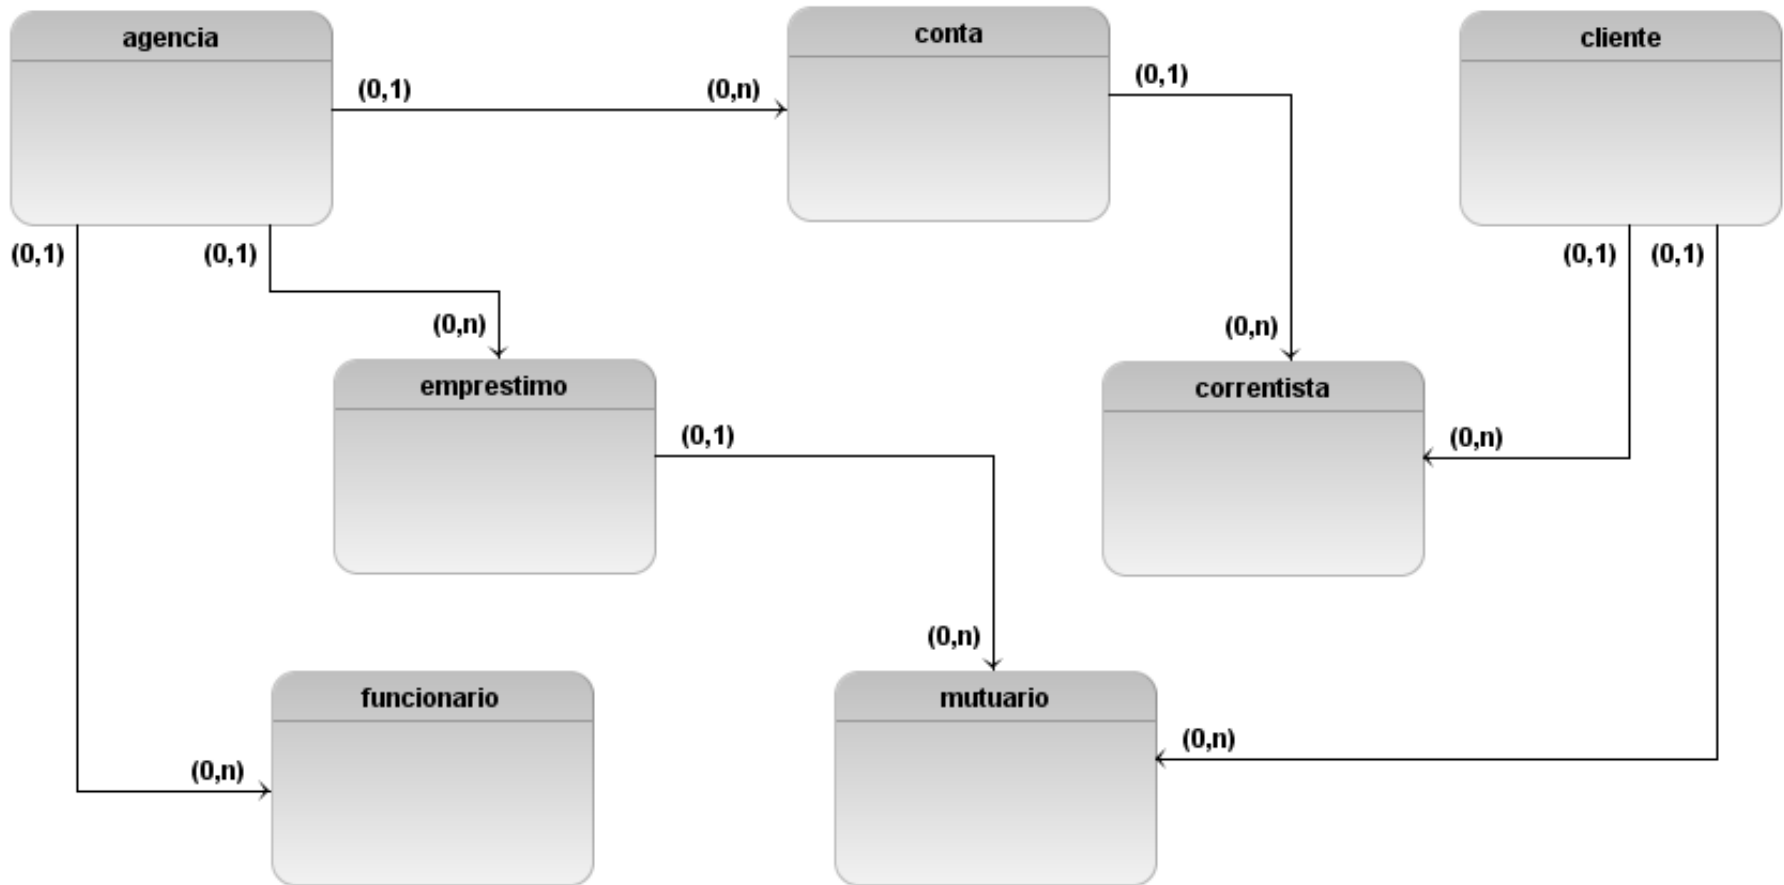 agencia
conta
cliente
(0,1)
(0,n)
(0,1)
(0,1)
(0,1)
(0,1)
(0,1)
(0,n)
(0,n)
emprestimo
correntista
(0,1)
(0,n)
(0,n)
funcionario
mutuario
(0,n)
(0,n)